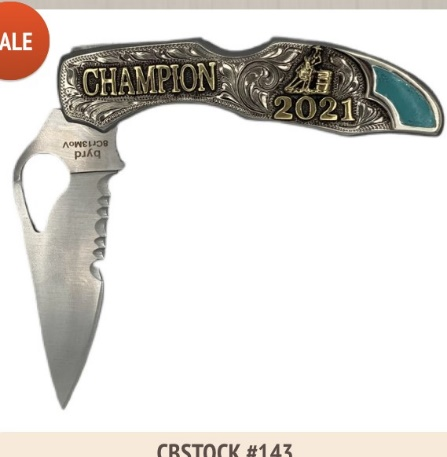 ALE
CHAMPION
2021
byrd
8Cr13MoV
CBSTOCK #143